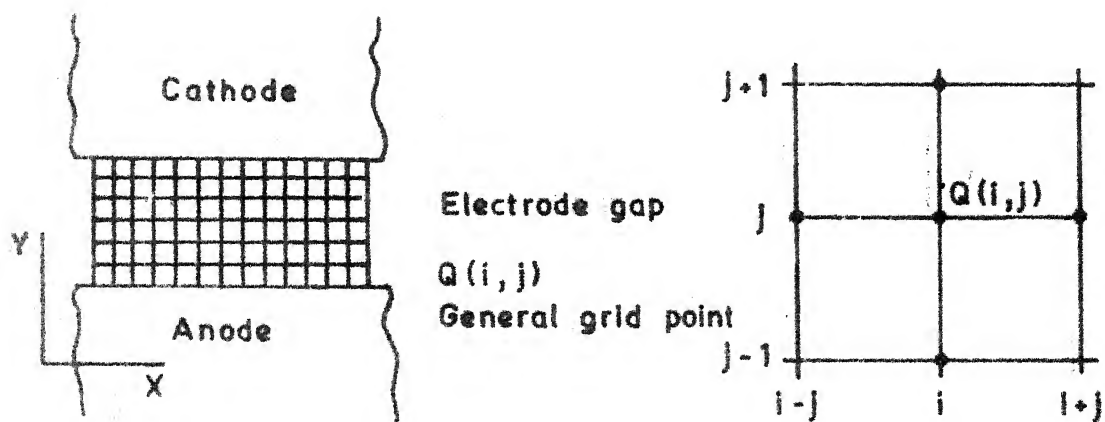 Cathode
Electrode gap
Q(i,j)
General grid point
Anode
Y
X
j+1
j
j-1
Q(i,j)
i-j
i
i+j